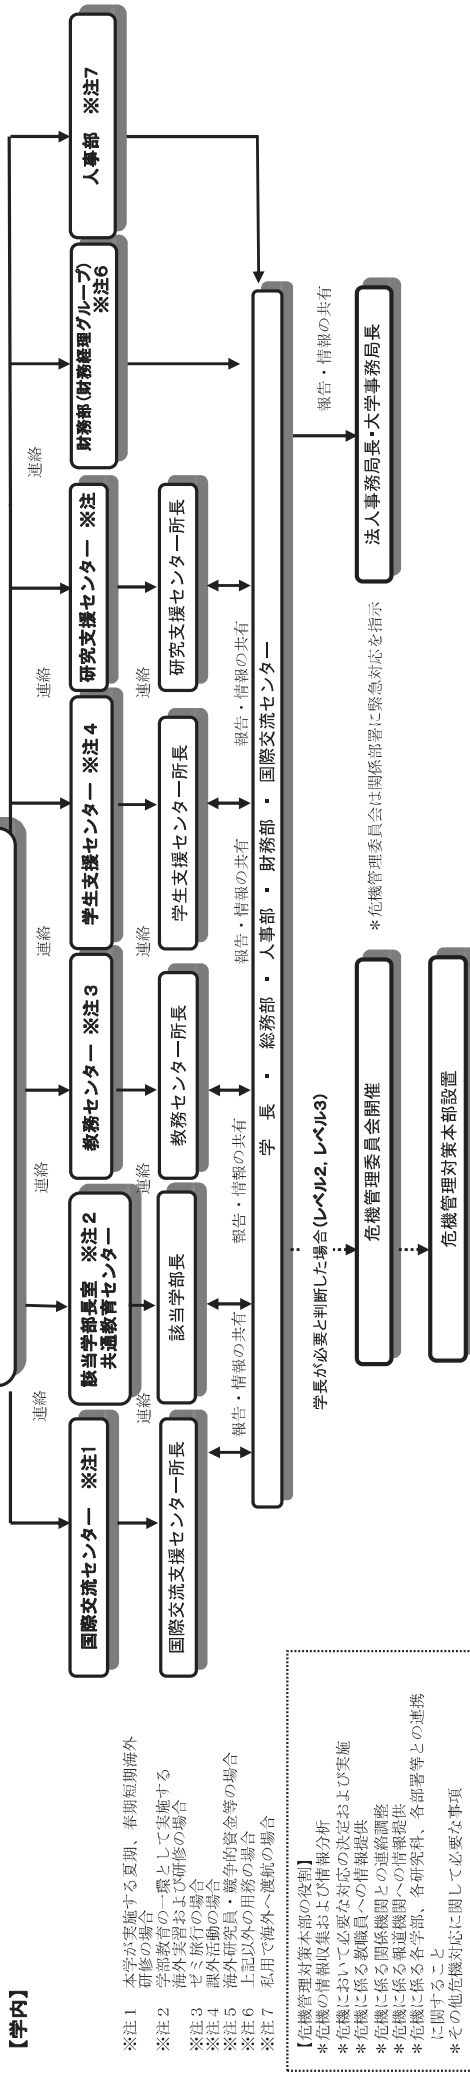 【学内】
連絡
連絡
連絡
連絡
連絡
連絡
国際交流センター ※注1
該当学部長室 ※注2
共通教育センター
教務センター ※注3
学生支援センター ※注4
研究支援センター ※注
財務部(財務経理グループ)
※注6
人事部 ※注7
連絡
連絡
連絡
連絡
国際交流支援センター所長
該当学部長
教務センター所長
学生支援センター所長
研究支援センター所長
報告・情報の共有
報告・情報の共有
報告・情報の共有
報告・情報の共有
学 長 ・ 総務部 ・ 人事部 ・ 財務部 ・ 国際交流センター
報告・情報の共有
学長が必要と判断した場合(レベル2, レベル3)
危機管理委員会開催
*危機管理委員会は関係部署に緊急対応を指示
法人事務局長・大学事務局長
危機管理対策本部設置
※注1 本学が実施する夏期、春期短期海外
研修の場合
※注2 学部教育の一環として実施する
海外実習および研修の場合
※注3 ゼミ旅行の場合
※注4 課外活動の場合
※注5 海外研究員・競争的資金等の場合
※注6 上記以外の用務の場合
※注7 私用で海外へ渡航の場合
【危機管理対策本部の役割】
*危機の情報収集および情報分析
*危機において必要な対応の決定および実施
*危機に係る教職員への情報提供
*危機に係る関係機関との連絡調整
*危機に係る報道機関への情報提供
*危機に係る各学部、各研究科、各部署等との連携
に関すること
*その他危機対応に関して必要な事項